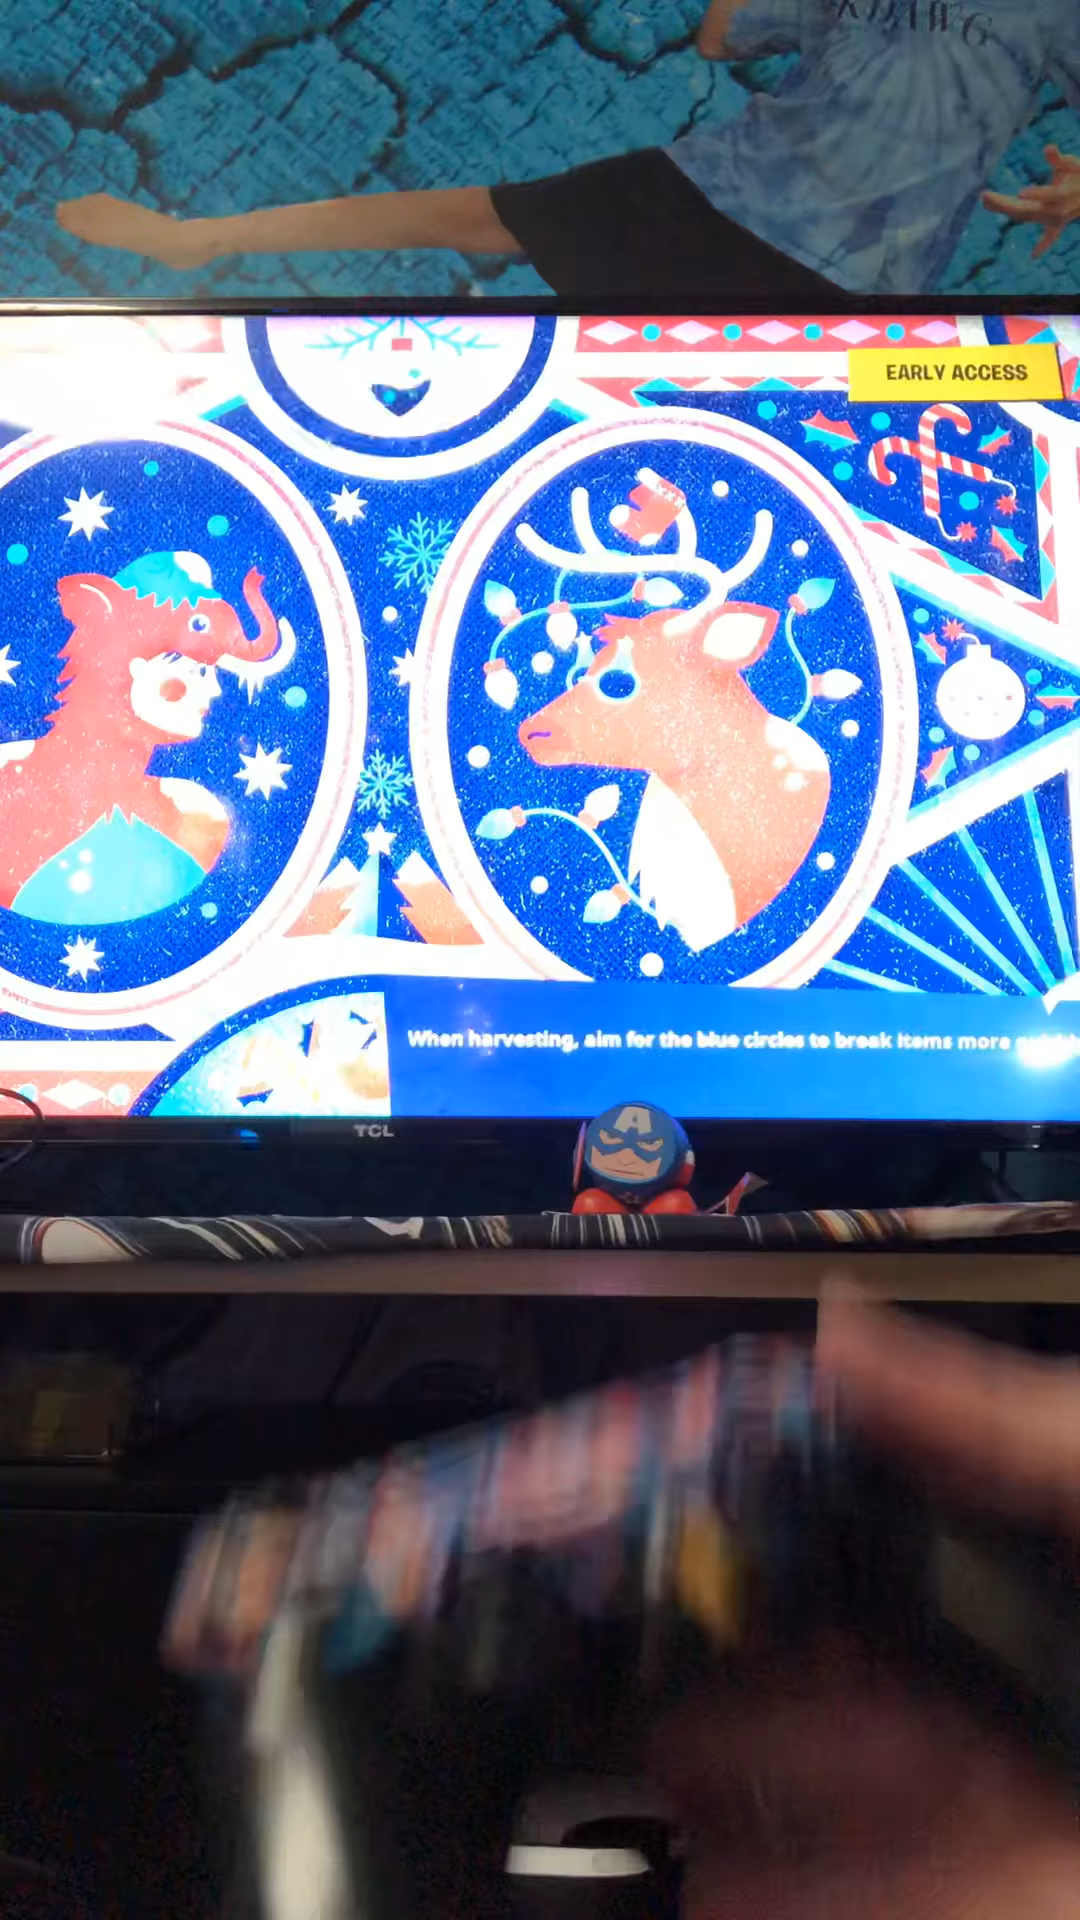 EARLY ACCESS
When harvesting, aim for the blue circles to break items more
TCL
A